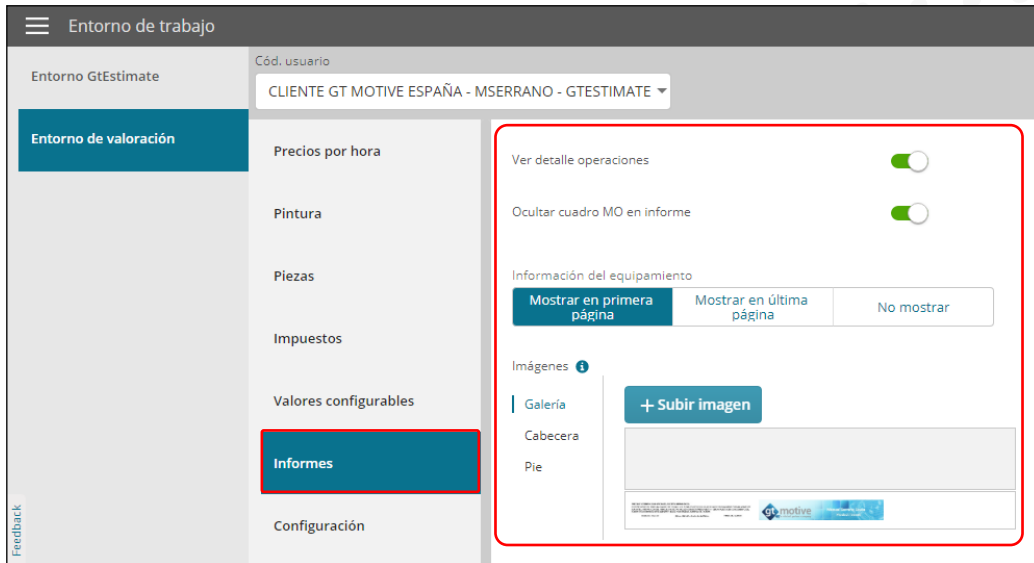 Entorno de trabajo
Entorno GtEstimate
Entorno de valoración
Feedback
Cód. usuario
CLIENTE GT MOTIVE ESPAÑA - MSERRANO - GTESTIMATE
Precios por hora
Pintura
Piezas
Impuestos
Valores configurables
Informes
Configuración
Ver detalle operaciones
Ocultar cuadro MO en informe
Información del equipamiento
Mostrar en primera
página
Mostrar en última
página
No mostrar
Imágenes
Galería
Cabecera
Pie
+ Subir imagen
gt motive